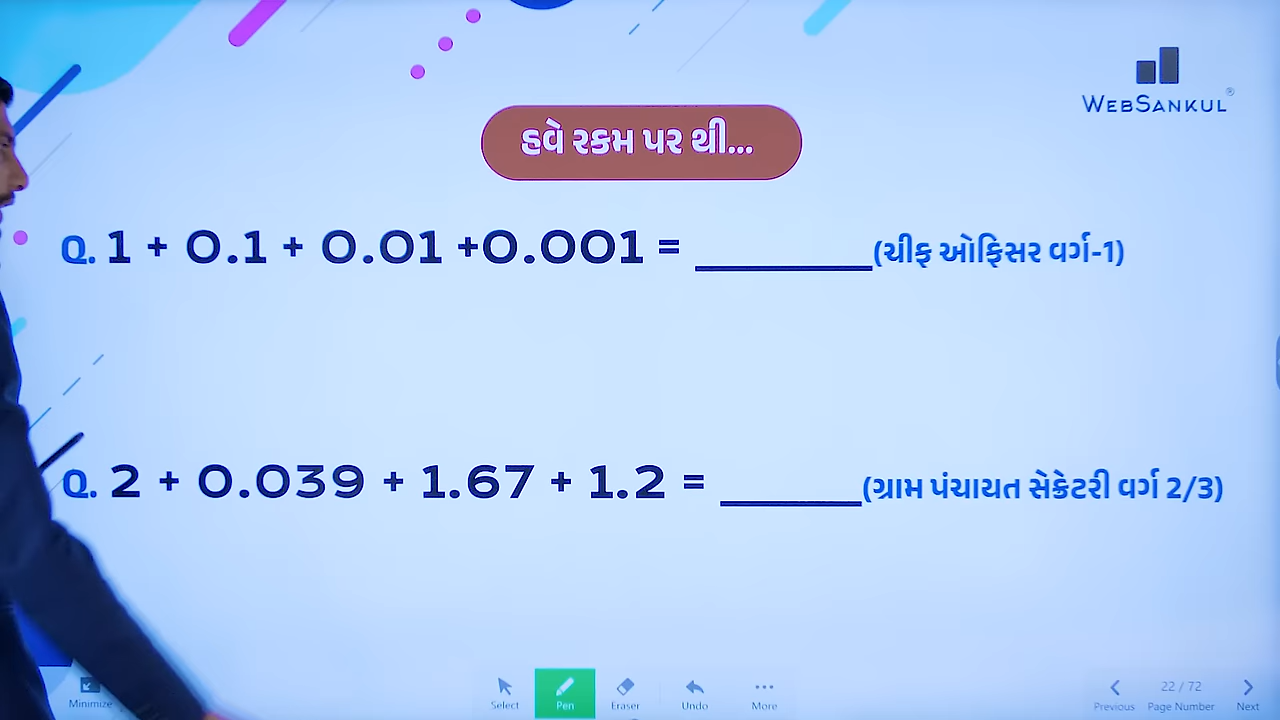 WEBSANKUL®
હવે રકમ પર થી...
Q. 1 + 0.1 + 0.01 +0.001 = ________(ચીફ ઓફિસર વર્ગ-1)
Q. 2 + 0.039 + 1.67 + 1.2 = ______(ગ્રામ પંચાયત સેક્રેટરી વર્ગ 2/3)
Minimize Select Pen Eraser Undo More Previous 22 / 72 Page Number Next